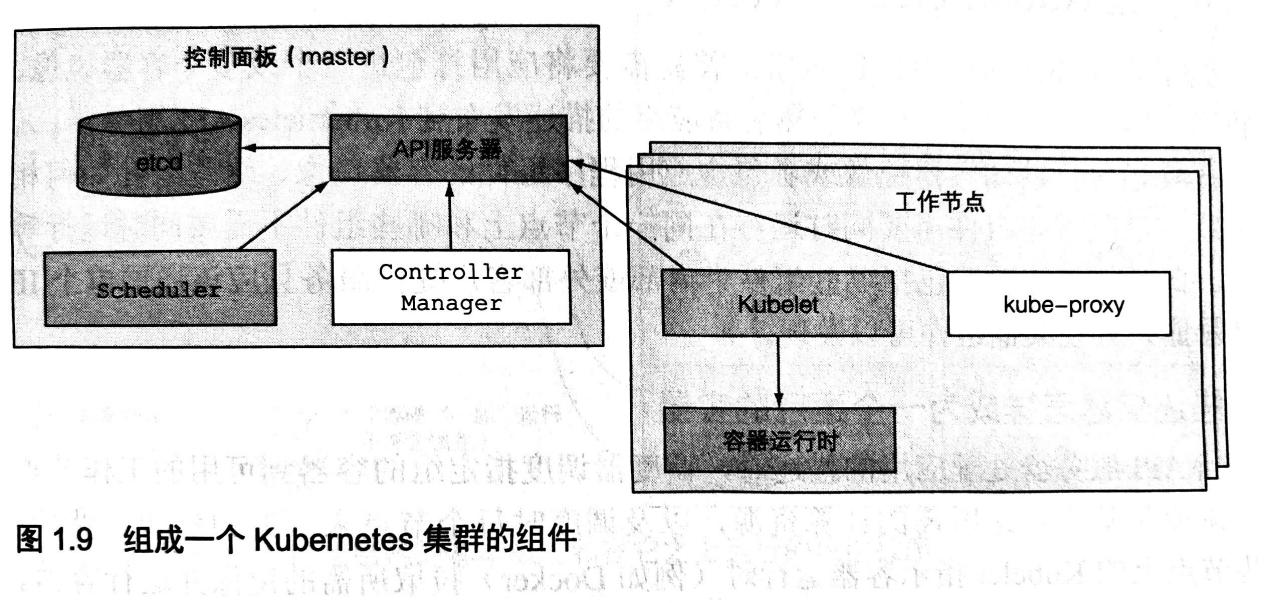 控制面板（master）
etcd
API服务器
Scheduler
Controller
Manager
工作节点
Kubelet
kube-proxy
容器运行时
图 1.9 组成一个 Kubernetes 集群的组件